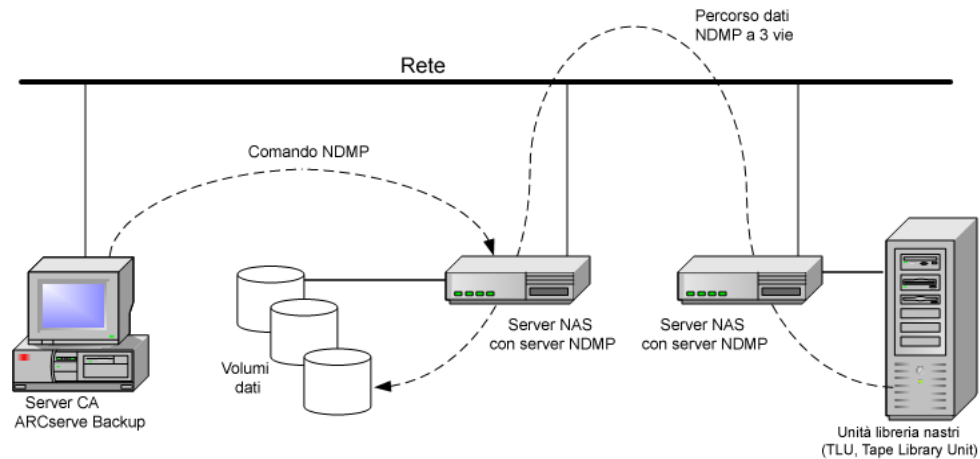 Percorso dati
NDMP a 3 vie
Rete
Comando NDMP
Server NAS
con server NDMP
Server NAS
con server NDMP
Volumi
dati
Server CA
ARCserve Backup
Unità libreria nastri
(TLU, Tape Library Unit)